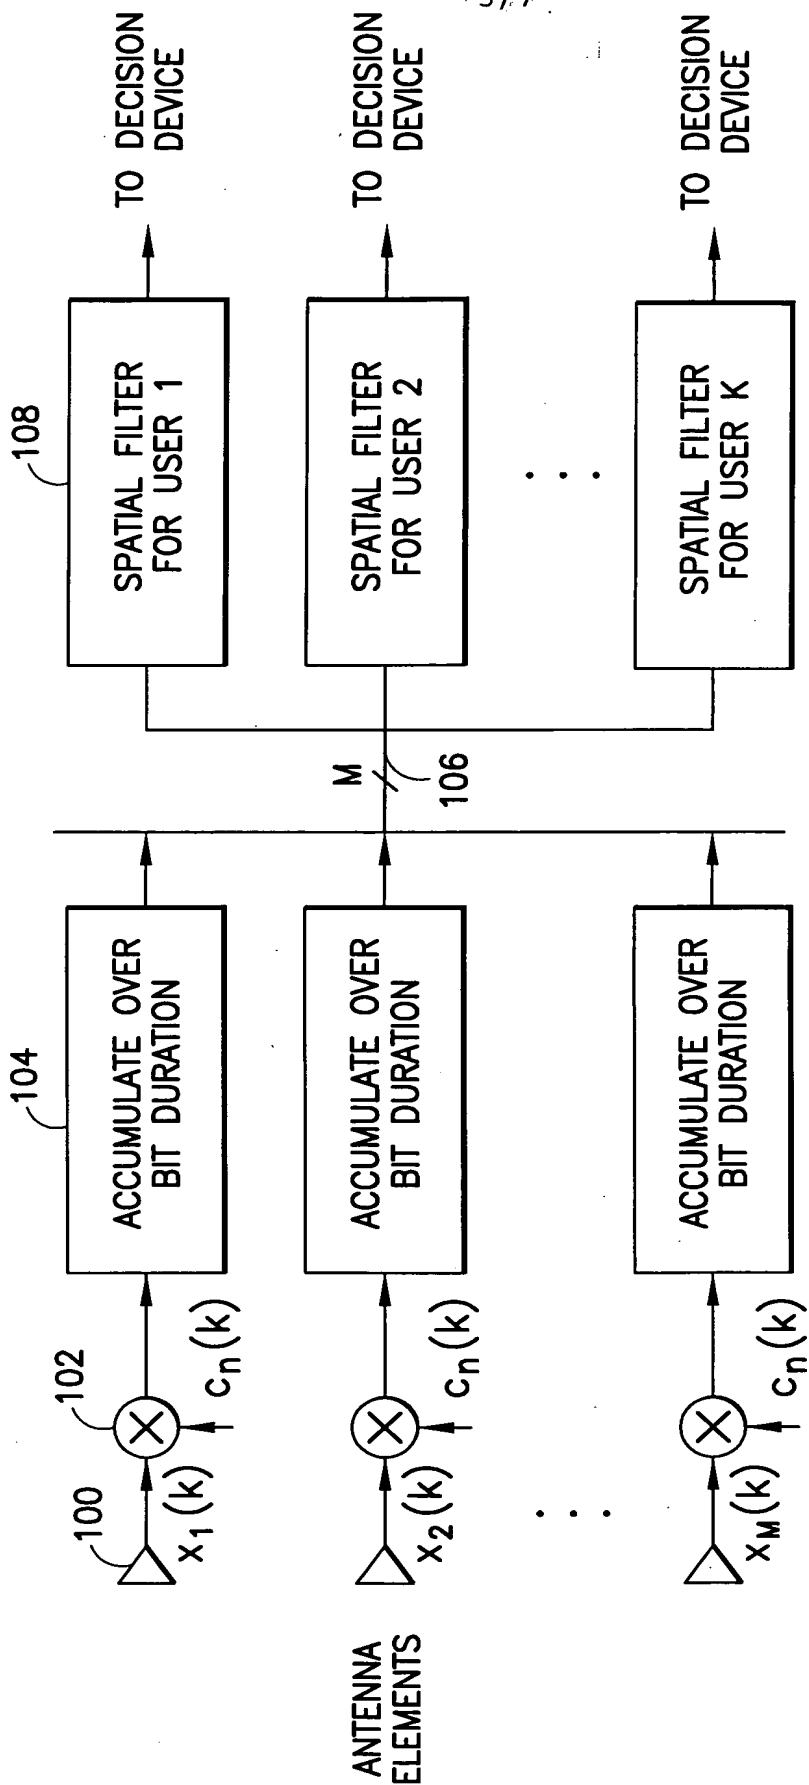 ANTENNA
ELEMENTS
100
x₁(k)
102
cₙ(k)
104
ACCUMULATE OVER
BIT DURATION
108
SPATIAL FILTER
FOR USER 1
TO DECISION
DEVICE
x₂(k)
cₙ(k)
ACCUMULATE OVER
BIT DURATION
M
106
SPATIAL FILTER
FOR USER 2
TO DECISION
DEVICE
. . .
. . .
x_M(k)
cₙ(k)
ACCUMULATE OVER
BIT DURATION
SPATIAL FILTER
FOR USER K
TO DECISION
DEVICE